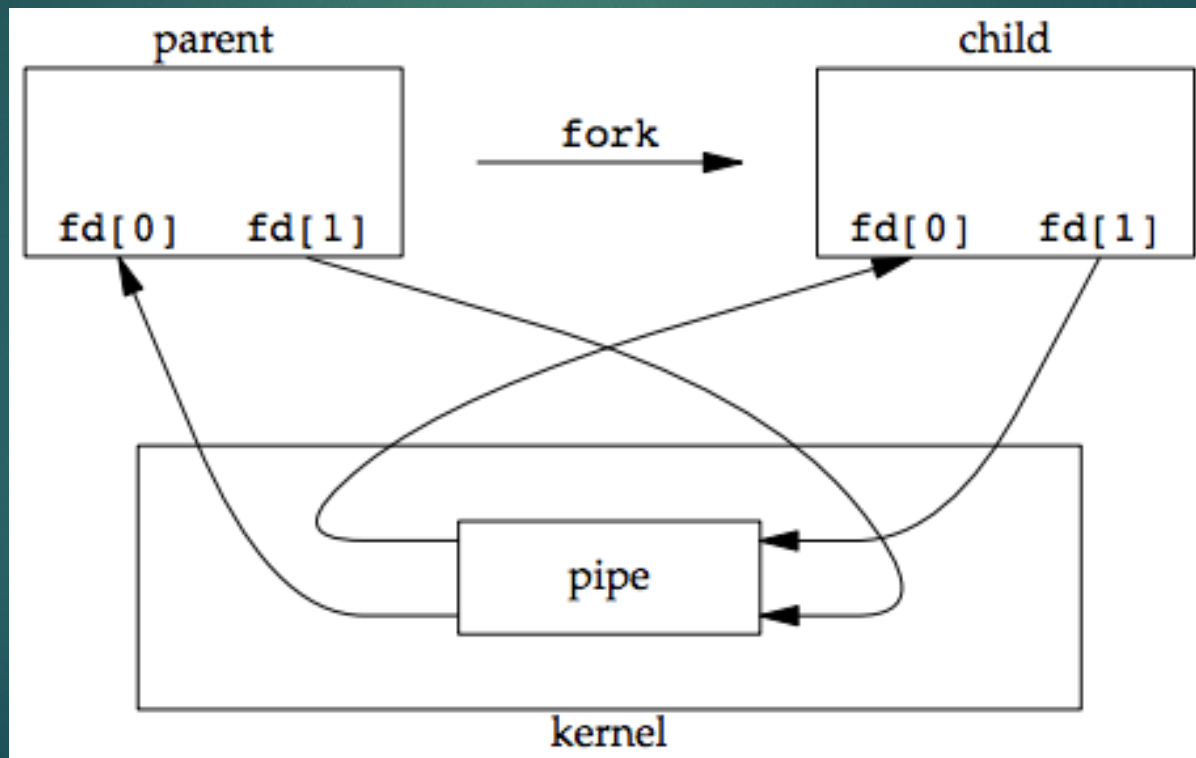 parent
child
fork
fd[0] fd[1]
fd[0] fd[1]
pipe
kernel